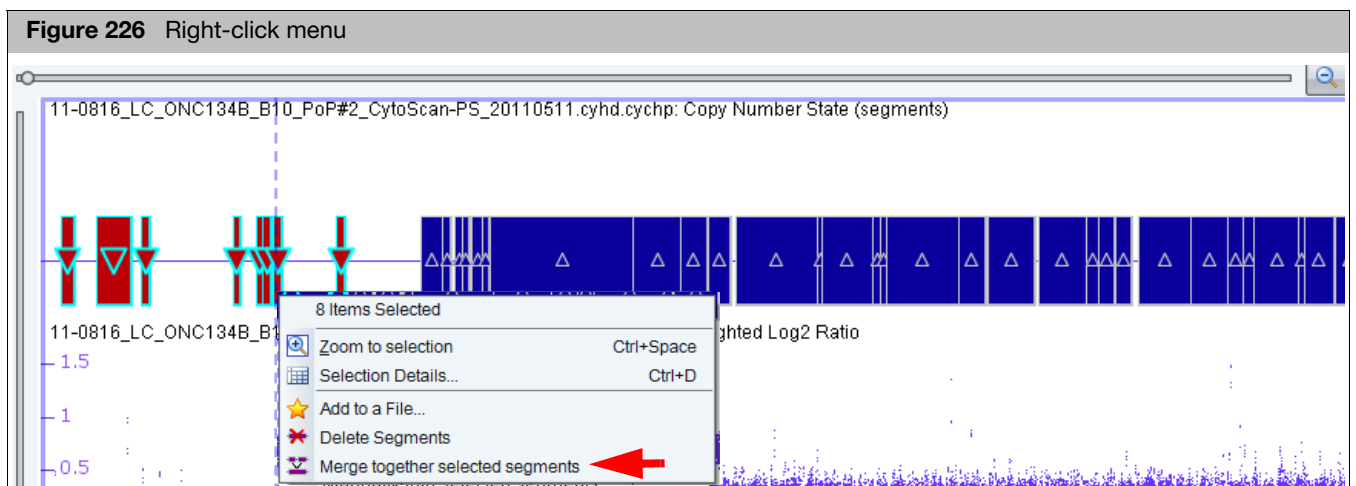 Figure 226 Right-click menu
11-0816_LC_ONC134B_B10_PoP#2_CytoScan-PS_20110511.cyhd.cychp: Copy Number State (segments)
8 Items Selected
11-0816_LC_ONC134B_B ghted Log2 Ratio
Zoom to selection Ctrl+Space
1.5
Selection Details... Ctrl+D
Add to a File...
1
Delete Segments
Merge together selected segments
0.5